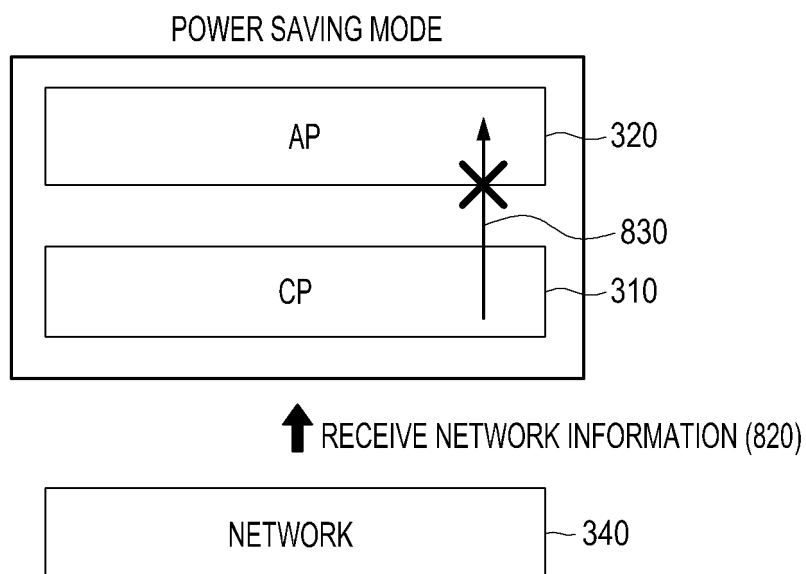 POWER SAVING MODE
AP
320
830
CP
310
RECEIVE NETWORK INFORMATION (820)
NETWORK
340